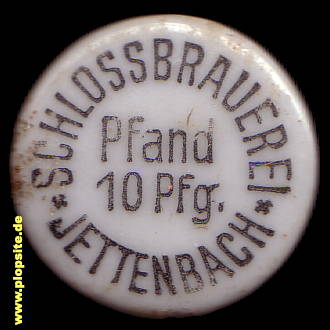 SCHLOSSBRAUEREI
Pfand
10 Pfg.
* JETTENBACH *
www.plopsite.de